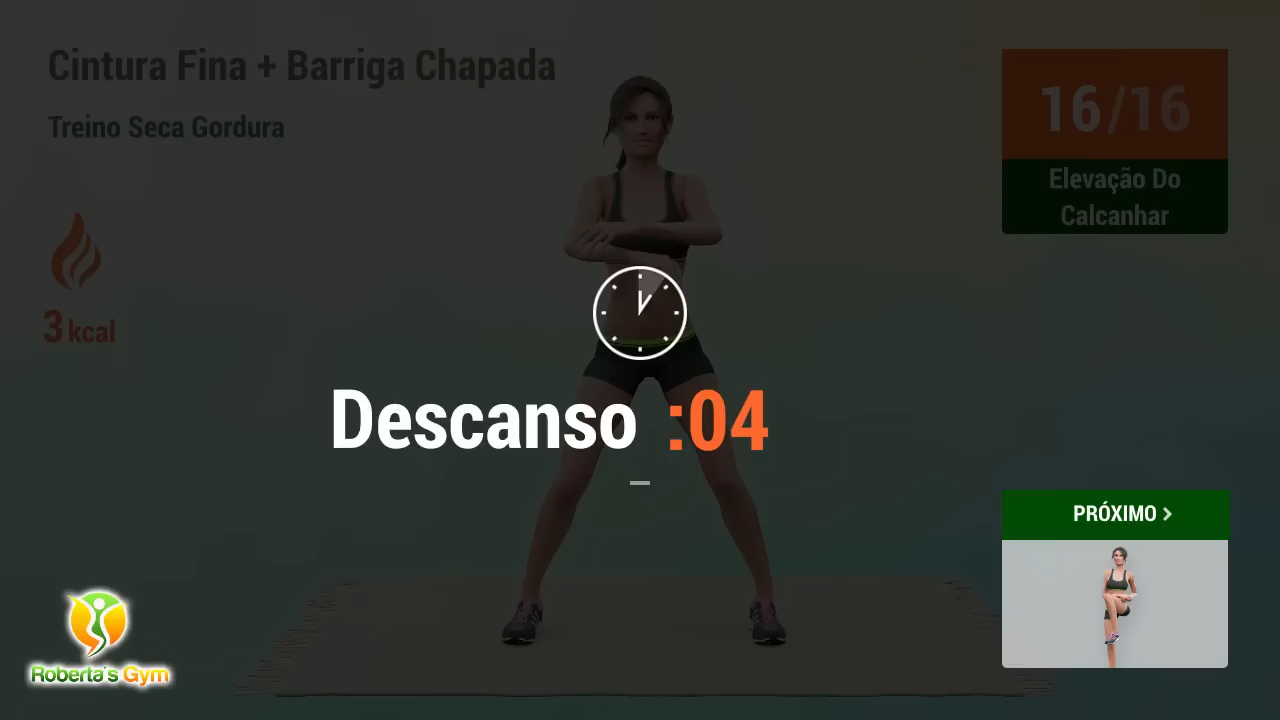 Cintura Fina + Barriga Chapada
Treino Seca Gordura
16/16
Elevação Do
Calcanhar
3 kcal
Descanso :04
PRÓXIMO >
Roberta´s Gym